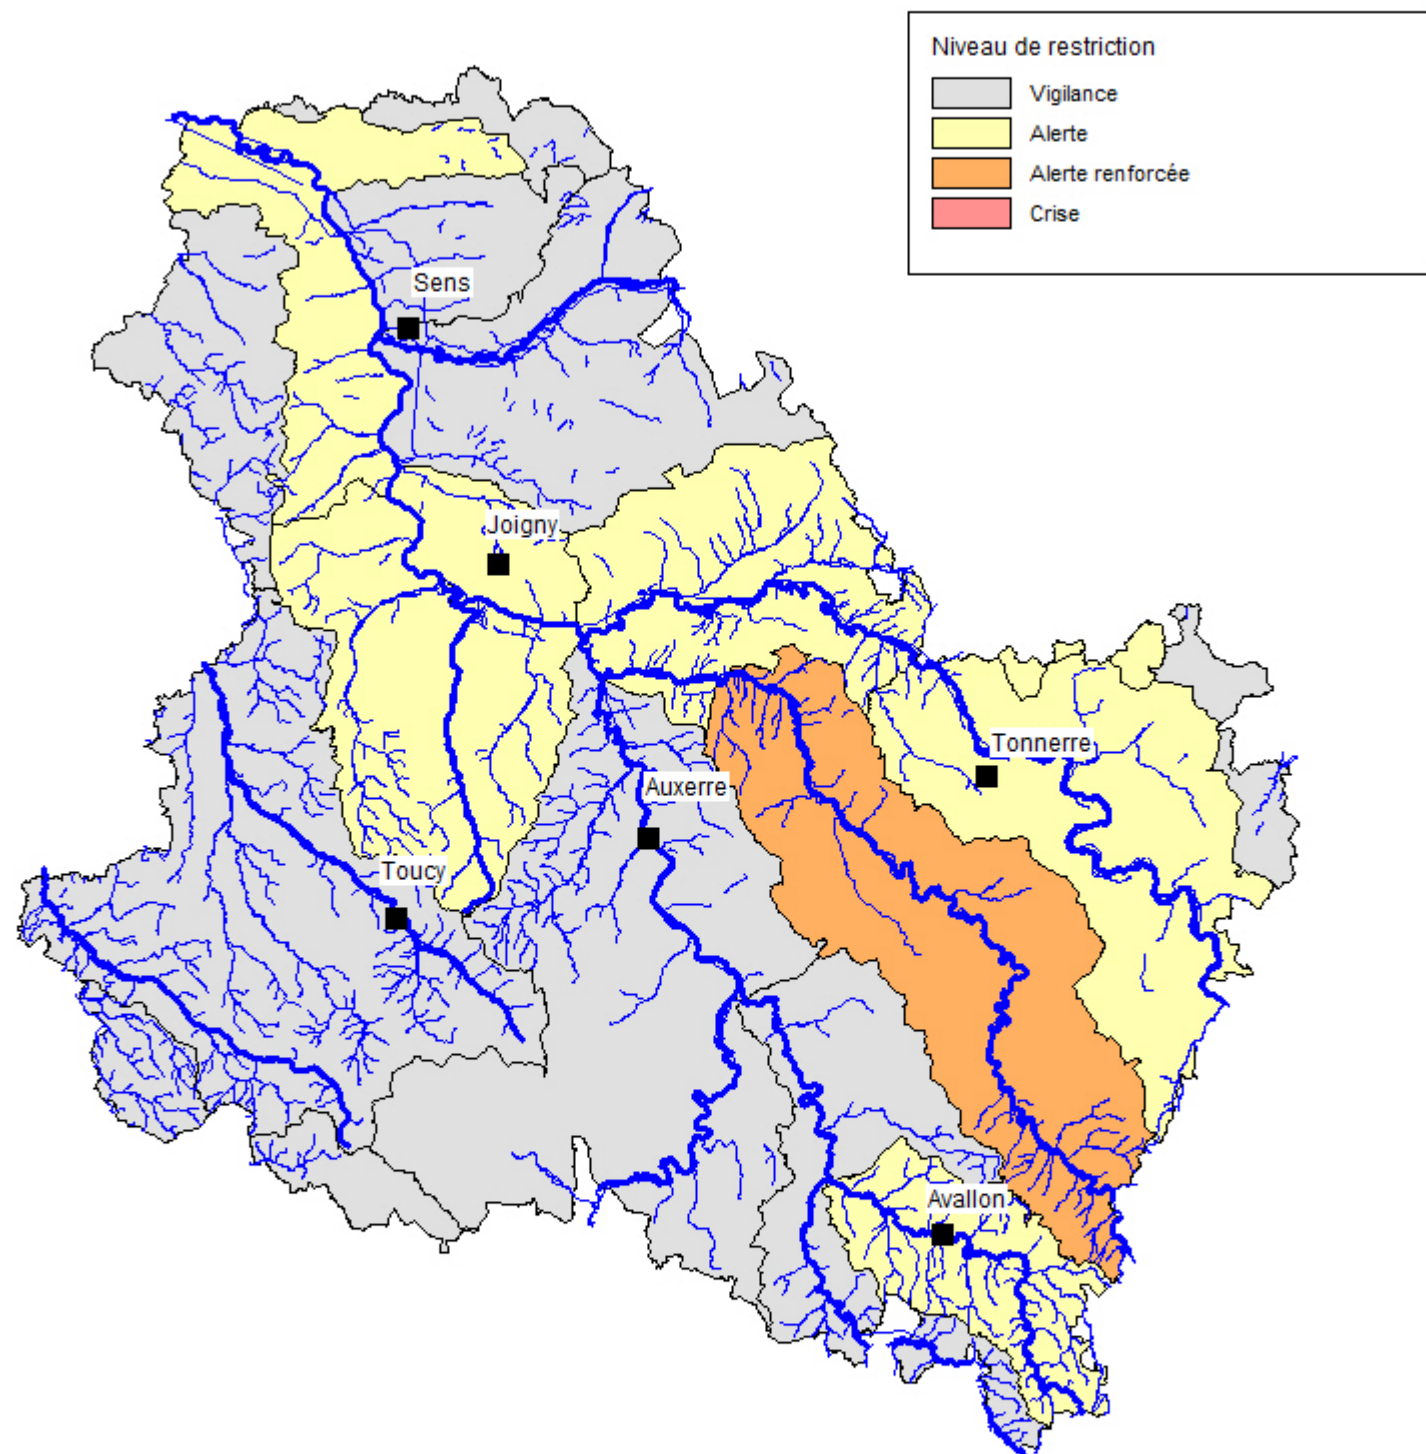 Niveau de restriction
Vigilance
Alerte
Alerte renforcée
Crise
Sens
Joigny
Tonnerre
Auxerre
Toucy
Avallon